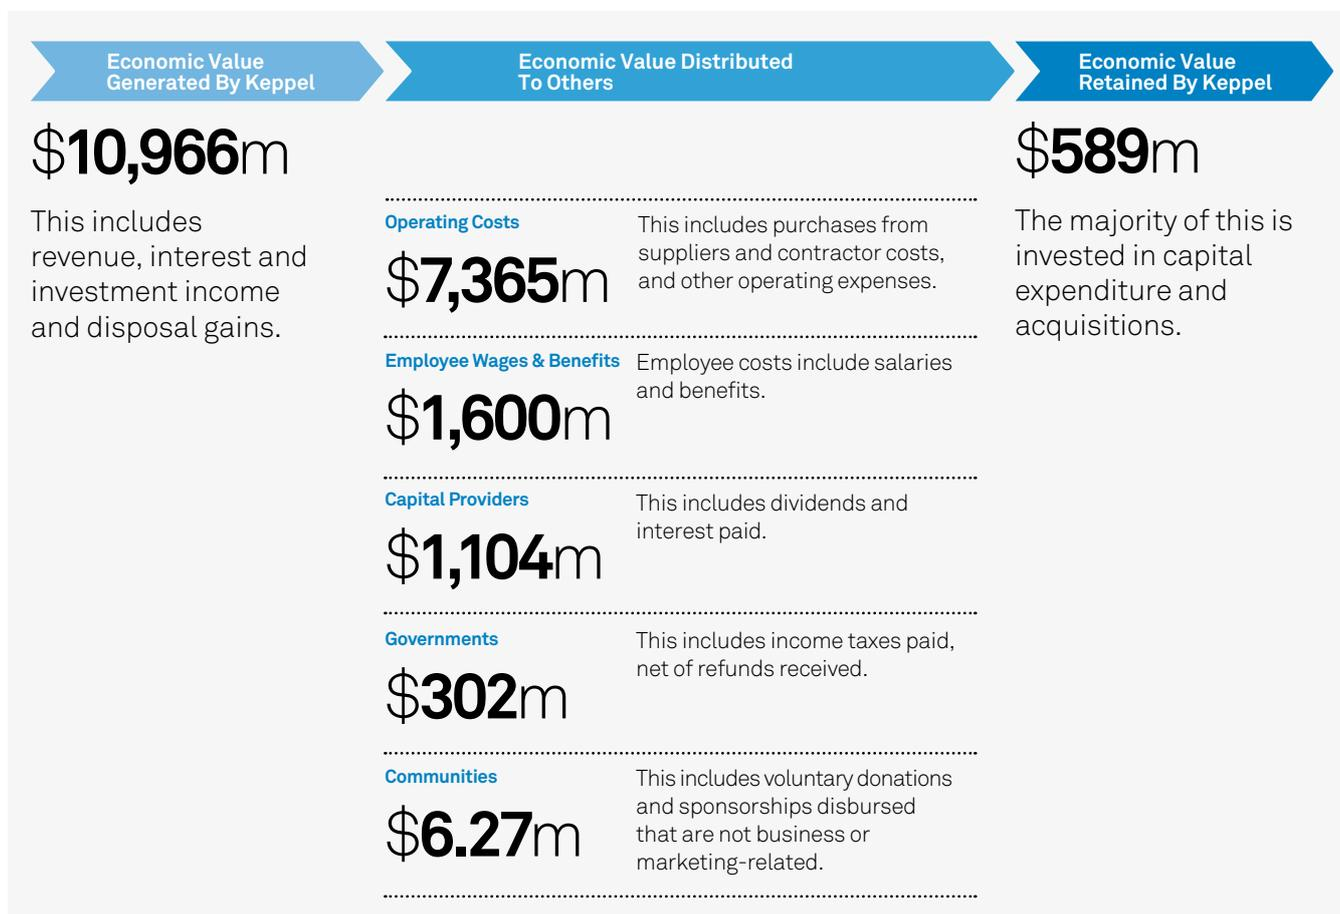 Economic Value
Generated By Keppel
Economic Value Distributed
To Others
Economic Value
Retained By Keppel
$10,966m
This includes
revenue, interest and
investment income
and disposal gains.
Operating Costs
$7,365m
This includes purchases from
suppliers and contractor costs,
and other operating expenses.
Employee Wages & Benefits
$1,600m
Employee costs include salaries
and benefits.
Capital Providers
$1,104m
This includes dividends and
interest paid.
Governments
$302m
This includes income taxes paid,
net of refunds received.
Communities
$6.27m
This includes voluntary donations
and sponsorships disbursed
that are not business or
marketing-related.
$589m
The majority of this is
invested in capital
expenditure and
acquisitions.